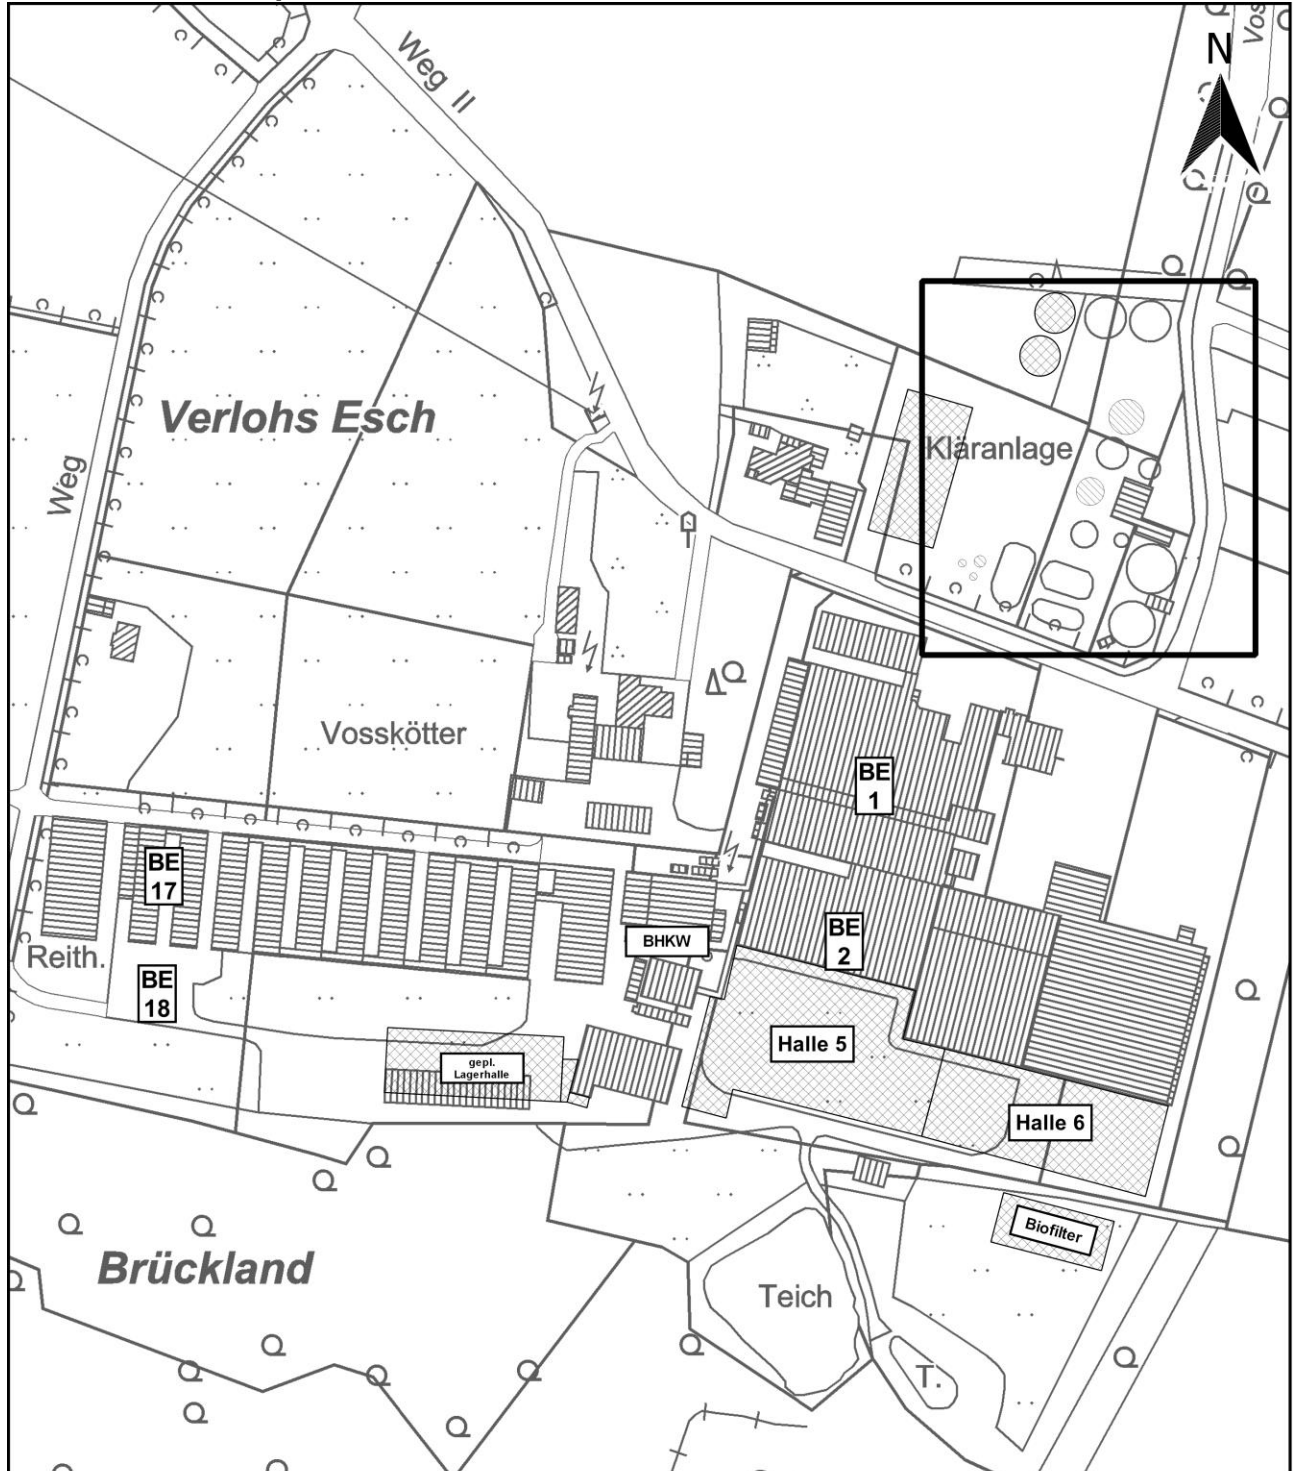 Weg II
N
Verlohs Esch
Kläranlage
Weg
Vosskötter
BE
1
BE
17
BE
2
BHKW
Reith.
BE
18
Halle 5
gepl.
Lagerhalle
Halle 6
Biofilter
Brückland
Teich
T.